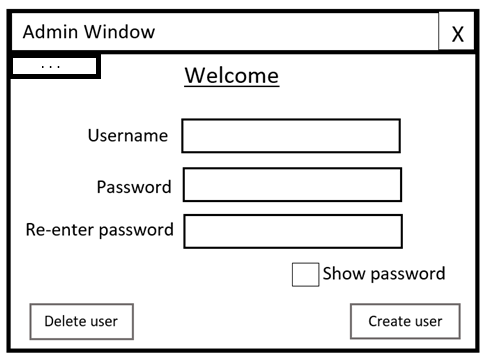 Admin Window X
...
Welcome
Username
Password
Re-enter password
Show password
Delete user Create user